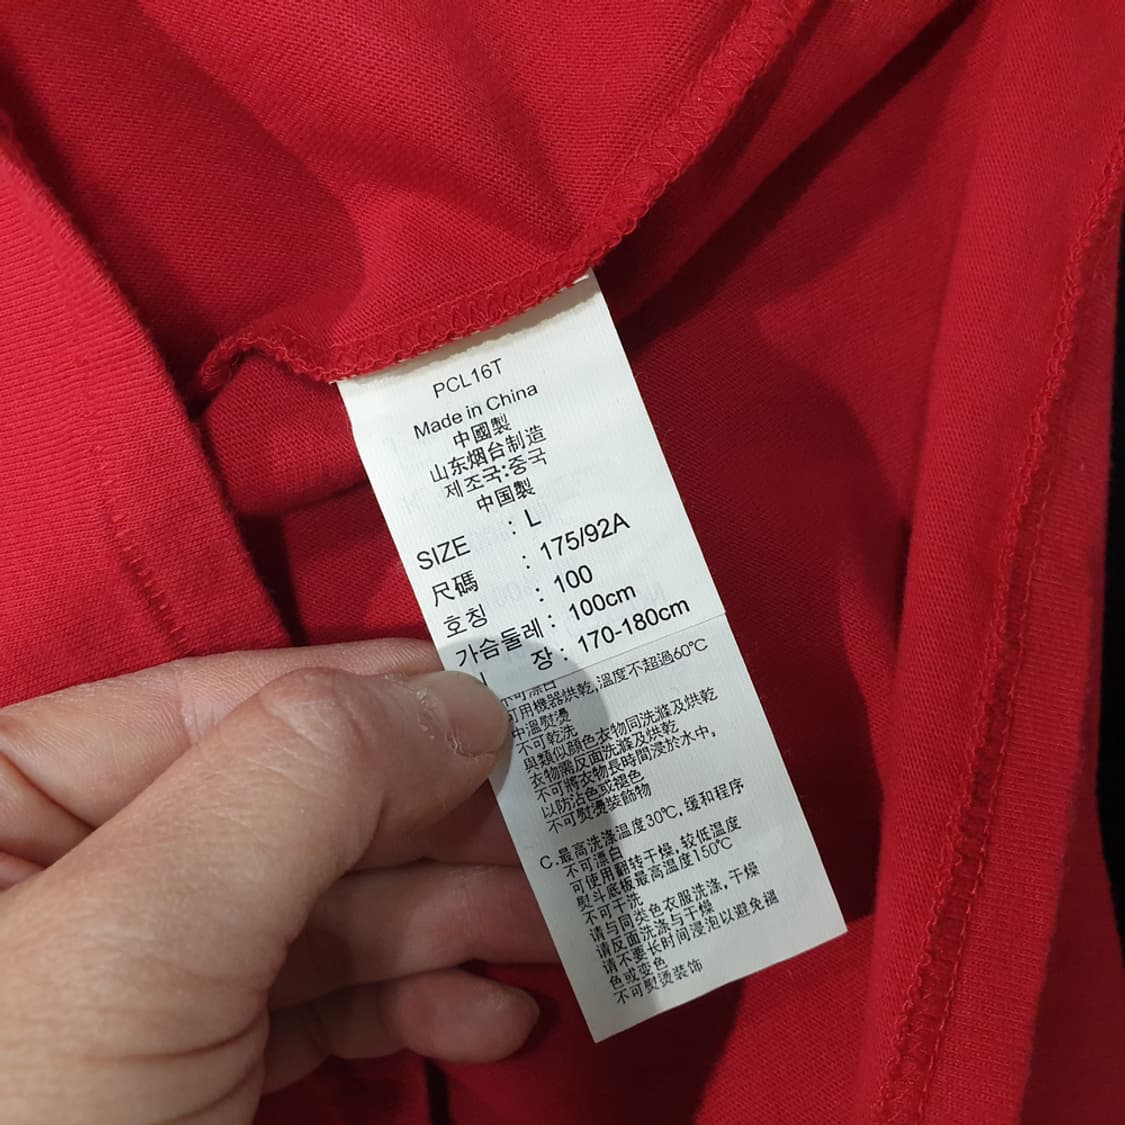 PCL16T
Made in China
中國製
山东烟台制造
제조국:중국
中国製
SIZE : L
尺碼 : 175/92A
호칭 : 100
가슴둘레 : 100cm
장 : 170-180cm
不可漂白
可用機器烘乾,溫度不超過60℃
中溫熨燙
不可乾洗
與類似顏色衣物同洗滌及烘乾
衣物需反面洗滌及烘乾
不可將衣物長時間浸於水中,
以防沾色或褪色
不可熨燙裝飾物
C.最高洗涤温度30℃,缓和程序
不可漂白
可使用翻转干燥,较低温度
熨斗底板最高温度150℃
不可干洗
请与同类色衣服洗涤,干燥
请反面洗涤与干燥
请不要长时间浸泡以避免褪
色或变色
不可熨烫装饰